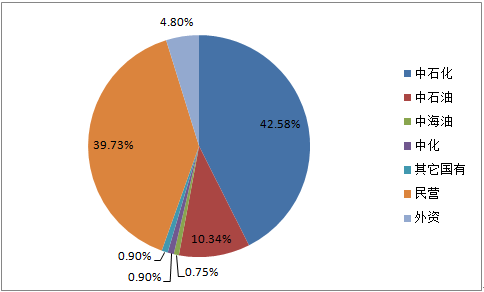 4.80%
42.58%
39.73%
10.34%
0.90%
0.75%
0.90%
中石化
中石油
中海油
中化
其它国有
民营
外资